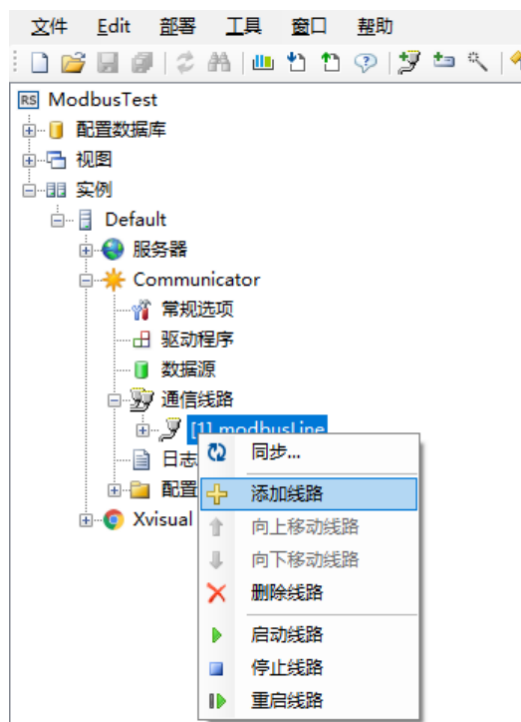 文件 Edit 部署 工具 窗口 帮助
RS ModbusTest
配置数据库
视图
实例
Default
服务器
Communicator
常规选项
驱动程序
数据源
通信线路
[1] modbusLine
同步...
日志
添加线路
配置
向上移动线路
Xvisual
向下移动线路
删除线路
启动线路
停止线路
重启线路